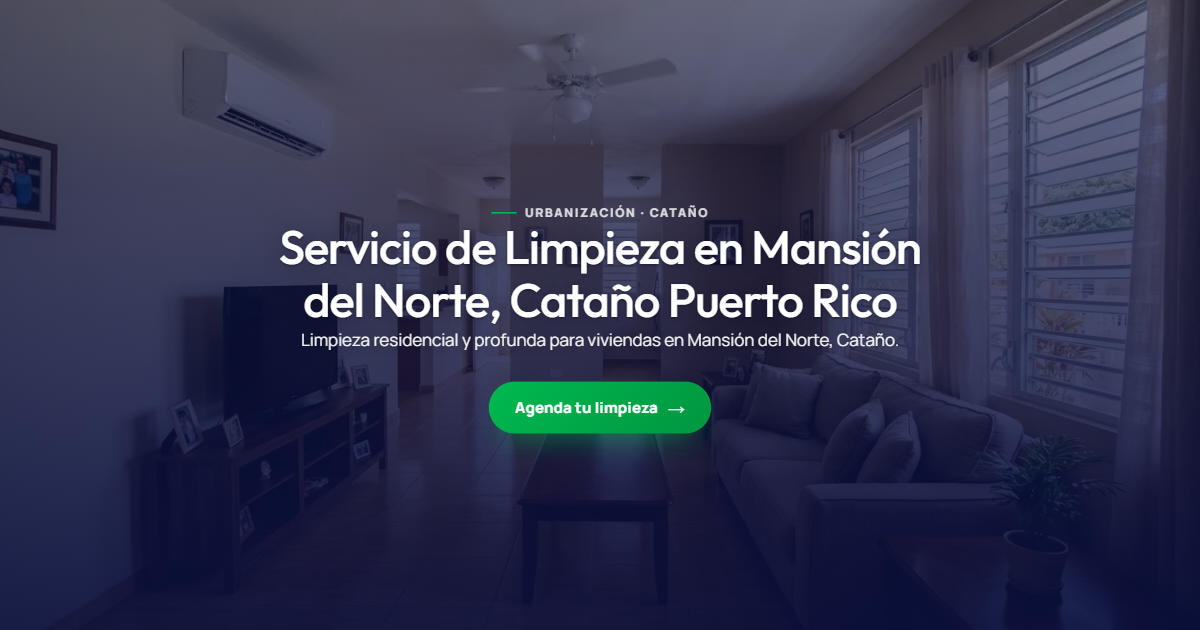 URBANIZACIÓN · CATAÑO
Servicio de Limpieza en Mansión
del Norte, Cataño Puerto Rico
Limpieza residencial y profunda para viviendas en Mansión del Norte, Cataño.
Agenda tu limpieza →